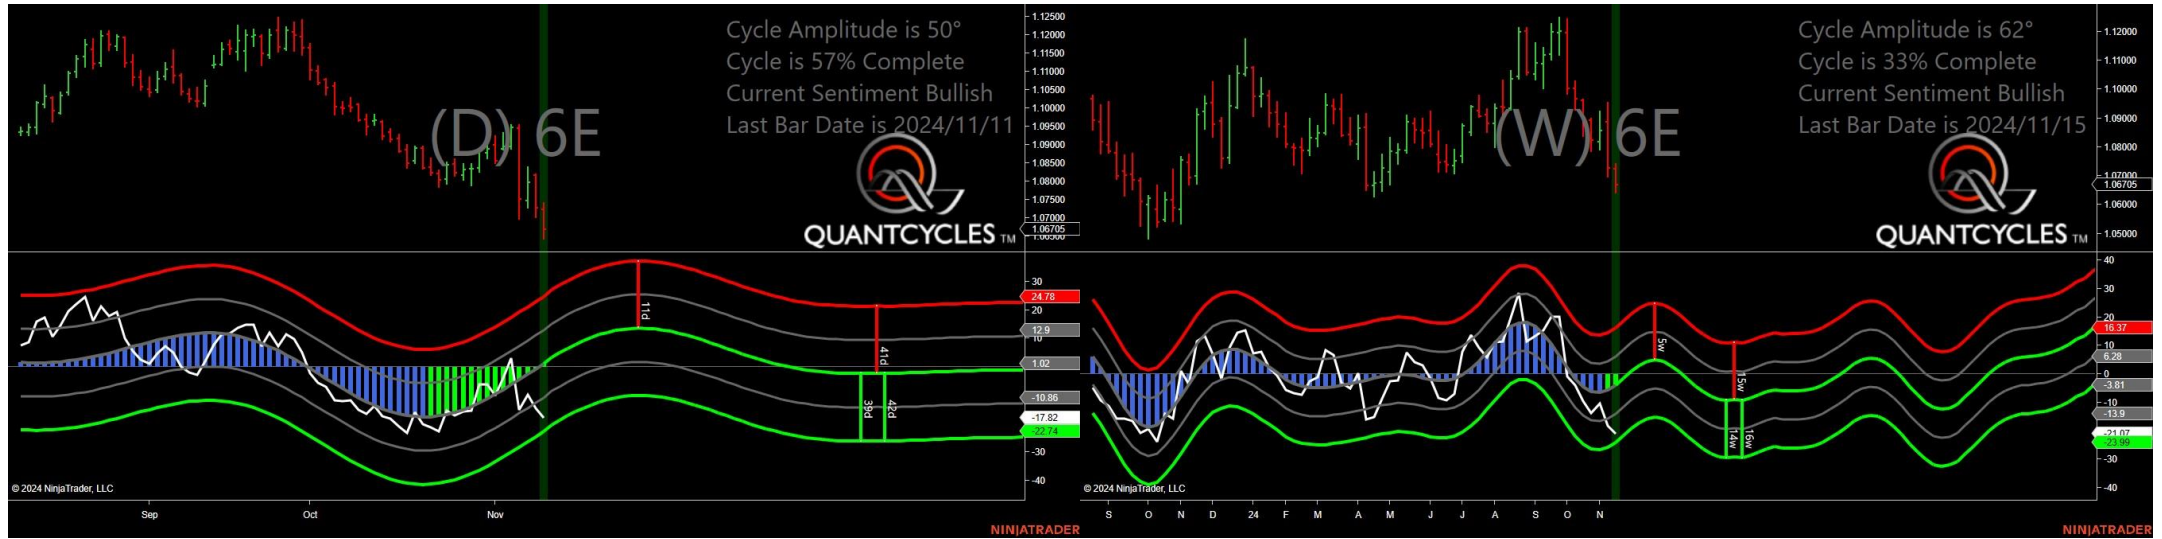 Cycle Amplitude is 50°
Cycle is 57% Complete
Current Sentiment Bullish
Last Bar Date is 2024/11/11
(D) 6E
QUANTCYCLES TM
1.12500
1.12000
1.11500
1.11000
1.10500
1.10000
1.09500
1.09000
1.08500
1.08000
1.07500
1.07000
1.06705
30
24.78
20
12.9
10
1.02
-10.86
-17.82
-22.74
-30
-40
11d
41d
39d
42d
© 2024 NinjaTrader, LLC
Sep Oct Nov
NINJATRADER
Cycle Amplitude is 62°
Cycle is 33% Complete
Current Sentiment Bullish
Last Bar Date is 2024/11/15
(W) 6E
QUANTCYCLES TM
1.12000
1.11000
1.10000
1.09000
1.08000
1.07000
1.06705
1.06000
1.05000
40
30
20
16.37
10
6.28
0
-3.81
-10
-13.9
-21.07
-23.99
-30
-40
5w
15w
14w
16w
© 2024 NinjaTrader, LLC
S O N D 24 F M A M J J A S O N
NINJATRADER